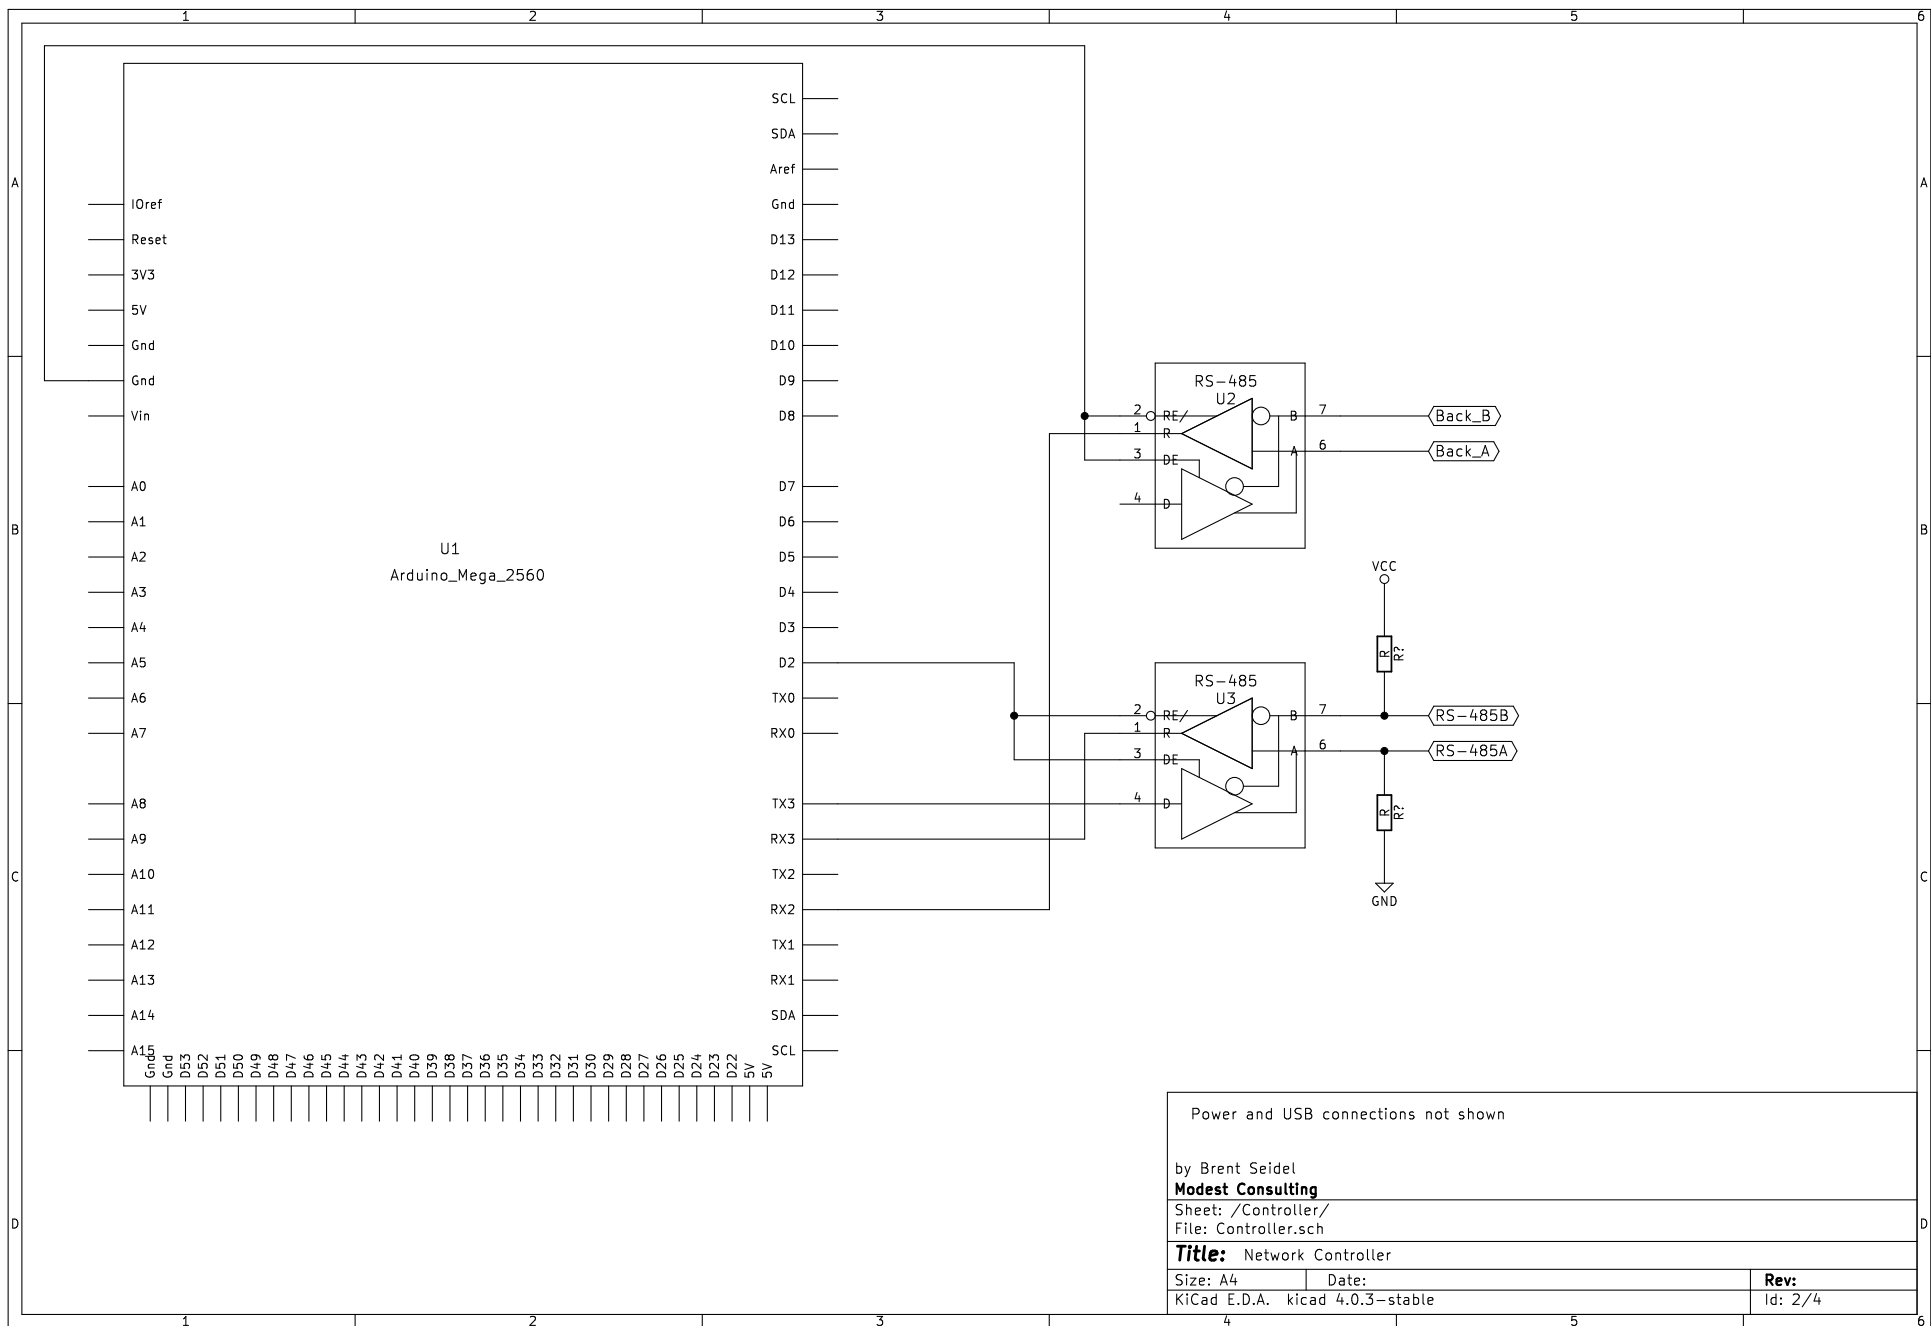 1 2 3 4 5 6
A A
B B
C C
D D
SCL
SDA
Aref
Gnd
D13
D12
D11
D10
D9
D8
D7
D6
D5
D4
D3
D2
TX0
RX0
TX3
RX3
TX2
RX2
TX1
RX1
SDA
SCL
IOref
Reset
3V3
5V
Gnd
Gnd
Vin
A0
A1
A2
A3
A4
A5
A6
A7
A8
A9
A10
A11
A12
A13
A14
A15
U1
Arduino_Mega_2560
Gnd Gnd D53 D52 D51 D50 D49 D48 D47 D46 D45 D44 D43 D42 D41 D40 D39 D38 D37 D36 D35 D34 D33 D32 D31 D30 D29 D28 D27 D26 D25 D24 D23 D22 5V 5V
RS-485
U2
2 RE/ B 7 Back_B
1 R
A 6 Back_A
3 DE
4 D
VCC
R R?
RS-485
U3
2 RE/ B 7 RS-485B
1 R
A 6 RS-485A
3 DE
4 D
R R?
GND
Power and USB connections not shown
by Brent Seidel
Modest Consulting
Sheet: /Controller/
File: Controller.sch
Title: Network Controller
Size: A4 Date: Rev:
KiCad E.D.A. kicad 4.0.3-stable Id: 2/4
1 2 3 4 5 6